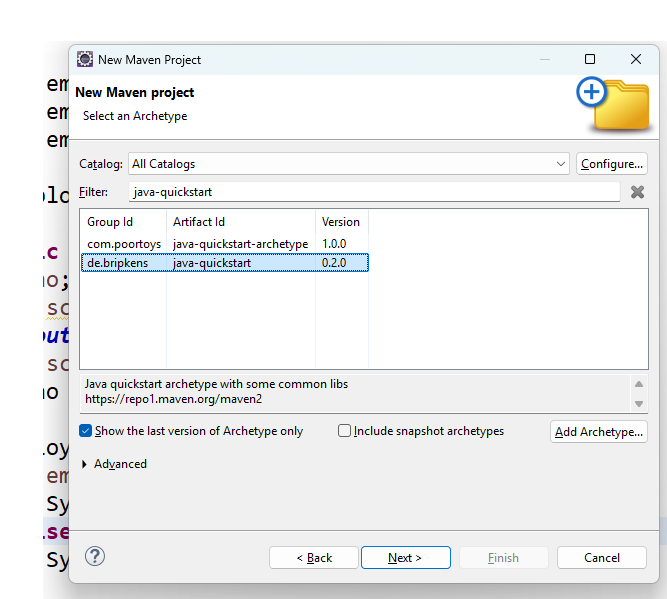 New Maven Project
New Maven project
Select an Archetype
Catalog: All Catalogs Configure...
Filter: java-quickstart
Group Id Artifact Id Version
com.poortoys java-quickstart-archetype 1.0.0
de.bripkens java-quickstart 0.2.0
Java quickstart archetype with some common libs
https://repo1.maven.org/maven2
Show the last version of Archetype only Include snapshot archetypes Add Archetype...
Advanced
? < Back Next > Finish Cancel
em
em
em
lo
c
o;
sc
out
sc
o
oy
em
Sy
se
Sy